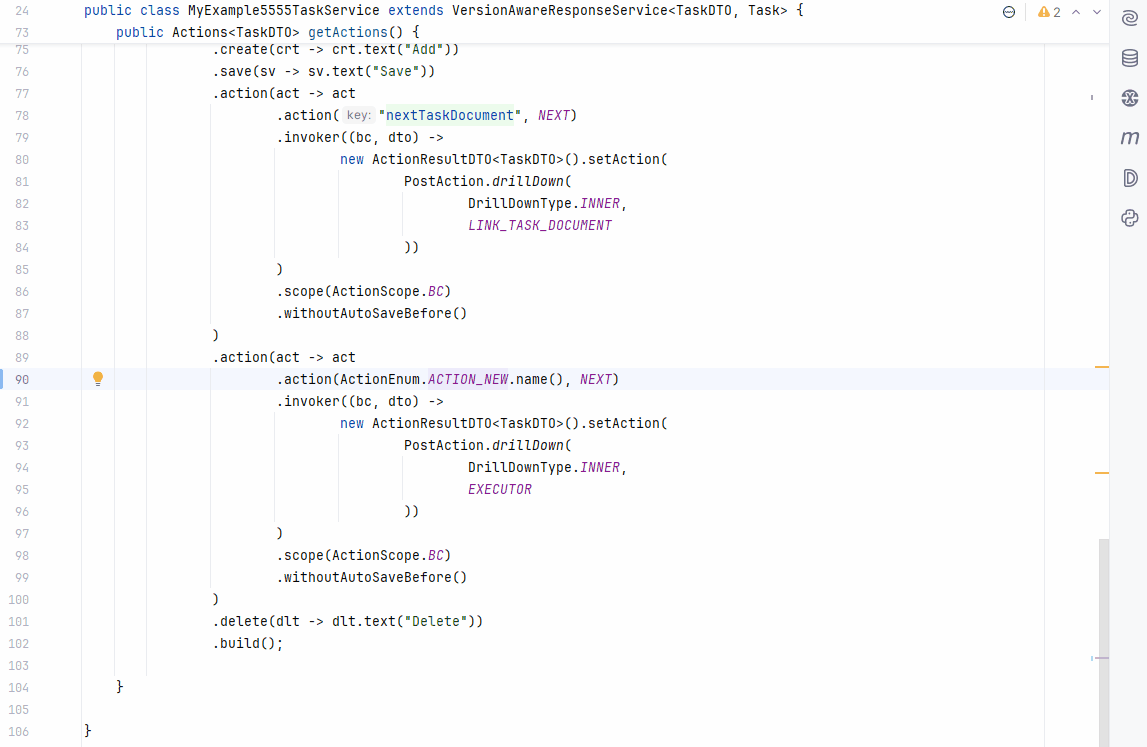 24 public class MyExample5555TaskService extends VersionAwareResponseService<TaskDTO, Task> { 2
73 public Actions<TaskDTO> getActions() {
75 .create(crt -> crt.text("Add"))
76 .save(sv -> sv.text("Save"))
77 .action(act -> act
78 .action( key: "nextTaskDocument", NEXT)
79 .invoker((bc, dto) ->
80 new ActionResultDTO<TaskDTO>().setAction(
81 PostAction.drillDown(
82 DrillDownType.INNER,
83 LINK_TASK_DOCUMENT
84 ))
85 )
86 .scope(ActionScope.BC)
87 .withoutAutoSaveBefore()
88 )
89 .action(act -> act
90 .action(ActionEnum.ACTION_NEW.name(), NEXT)
91 .invoker((bc, dto) ->
92 new ActionResultDTO<TaskDTO>().setAction(
93 PostAction.drillDown(
94 DrillDownType.INNER,
95 EXECUTOR
96 ))
97 )
98 .scope(ActionScope.BC)
99 .withoutAutoSaveBefore()
100 )
101 .delete(dlt -> dlt.text("Delete"))
102 .build();
103
104 }
105
106 }